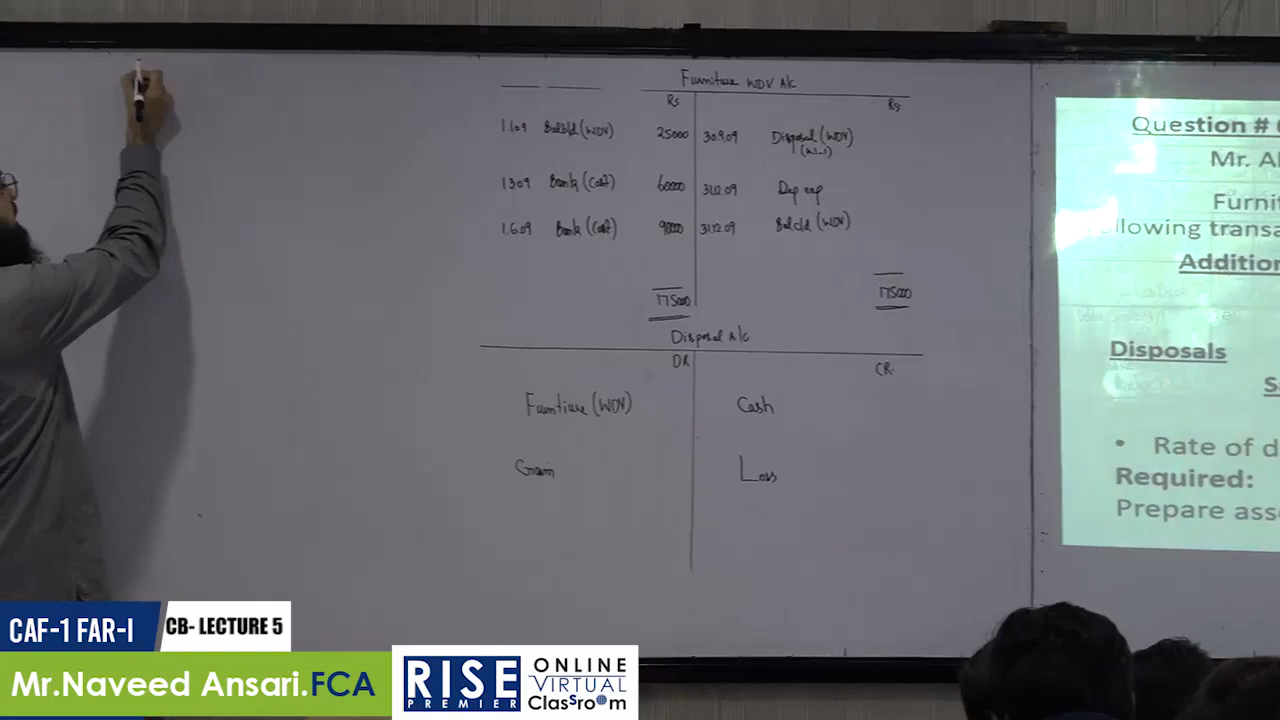 Furniture WDV A/c
Rs Rs
1.1.09 Bal b/d (WDV) 25000 30.9.09 Disposal (WDV)
(W-1)
1.3.09 Bank (Cost) 60000 31.12.09 Dep exp
1.6.09 Bank (Cost) 90000 31.12.09 Bal c/d (WDV)
175000 175000
Disposal A/c
DR CR.
Furntiure (WDV) Cash
Gain Loss
Question #
Mr.
Furnit
llowing transa
Addition
Disposals
S
• Rate of d
Required:
Prepare ass
CAF-1 FAR-I
CB- LECTURE 5
Mr.Naveed Ansari.FCA
RISE
PREMIER
ONLINE
VIRTUAL
Classroom